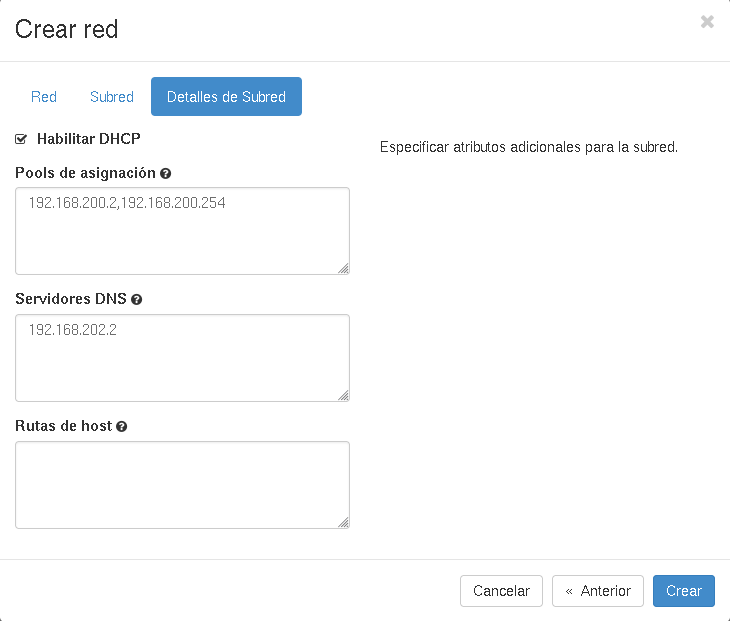 Crear red
×
Red Subred Detalles de Subred
Habilitar DHCP
Especificar atributos adicionales para la subred.
Pools de asignación ?
192.168.200.2,192.168.200.254
Servidores DNS ?
192.168.202.2
Rutas de host ?
Cancelar « Anterior Crear